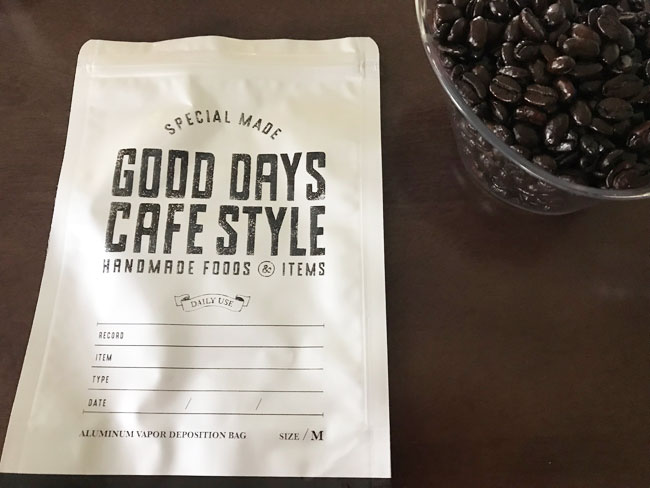 SPECIAL MADE
GOOD DAYS
CAFE STYLE
HANDMADE FOODS & ITEMS
DAILY USE
RECORD
ITEM
TYPE
DATE / /
ALUMINUM VAPOR DEPOSITION BAG SIZE / M